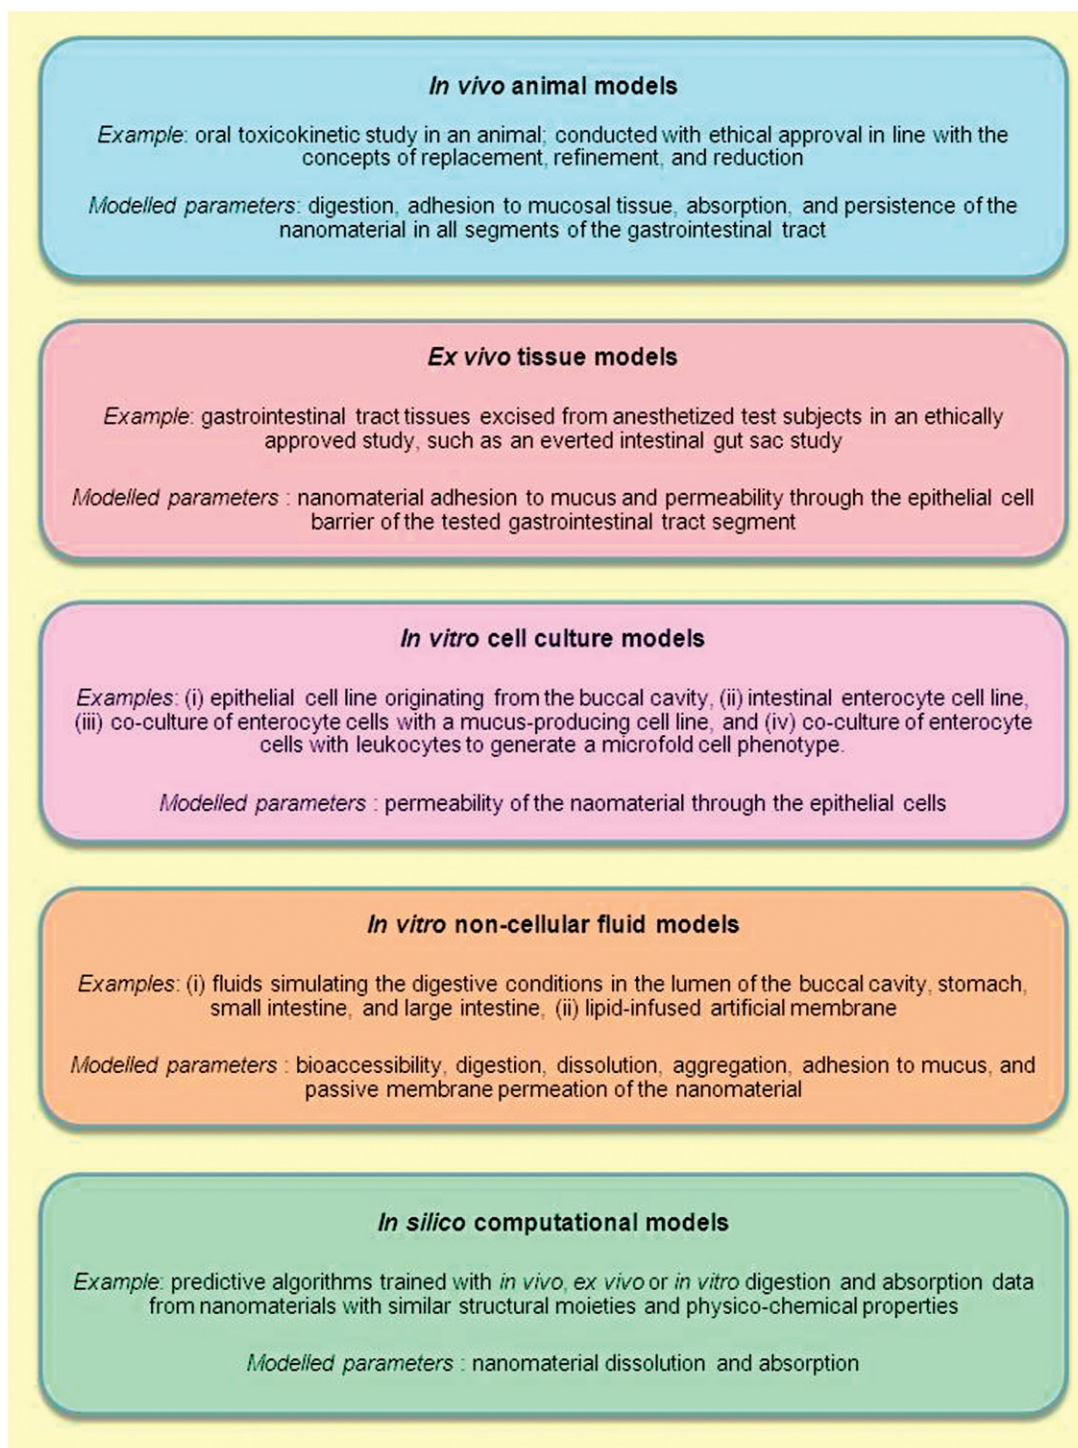 In vivo animal models
Example: oral toxicokinetic study in an animal; conducted with ethical approval in line with the
concepts of replacement, refinement, and reduction
Modelled parameters: digestion, adhesion to mucosal tissue, absorption, and persistence of the
nanomaterial in all segments of the gastrointestinal tract
Ex vivo tissue models
Example: gastrointestinal tract tissues excised from anesthetized test subjects in an ethically
approved study, such as an everted intestinal gut sac study
Modelled parameters : nanomaterial adhesion to mucus and permeability through the epithelial cell
barrier of the tested gastrointestinal tract segment
In vitro cell culture models
Examples: (i) epithelial cell line originating from the buccal cavity, (ii) intestinal enterocyte cell line,
(iii) co-culture of enterocyte cells with a mucus-producing cell line, and (iv) co-culture of enterocyte
cells with leukocytes to generate a microfold cell phenotype.
Modelled parameters : permeability of the naomaterial through the epithelial cells
In vitro non-cellular fluid models
Examples: (i) fluids simulating the digestive conditions in the lumen of the buccal cavity, stomach,
small intestine, and large intestine, (ii) lipid-infused artificial membrane
Modelled parameters : bioaccessibility, digestion, dissolution, aggregation, adhesion to mucus, and
passive membrane permeation of the nanomaterial
In silico computational models
Example: predictive algorithms trained with in vivo, ex vivo or in vitro digestion and absorption data
from nanomaterials with similar structural moieties and physico-chemical properties
Modelled parameters : nanomaterial dissolution and absorption